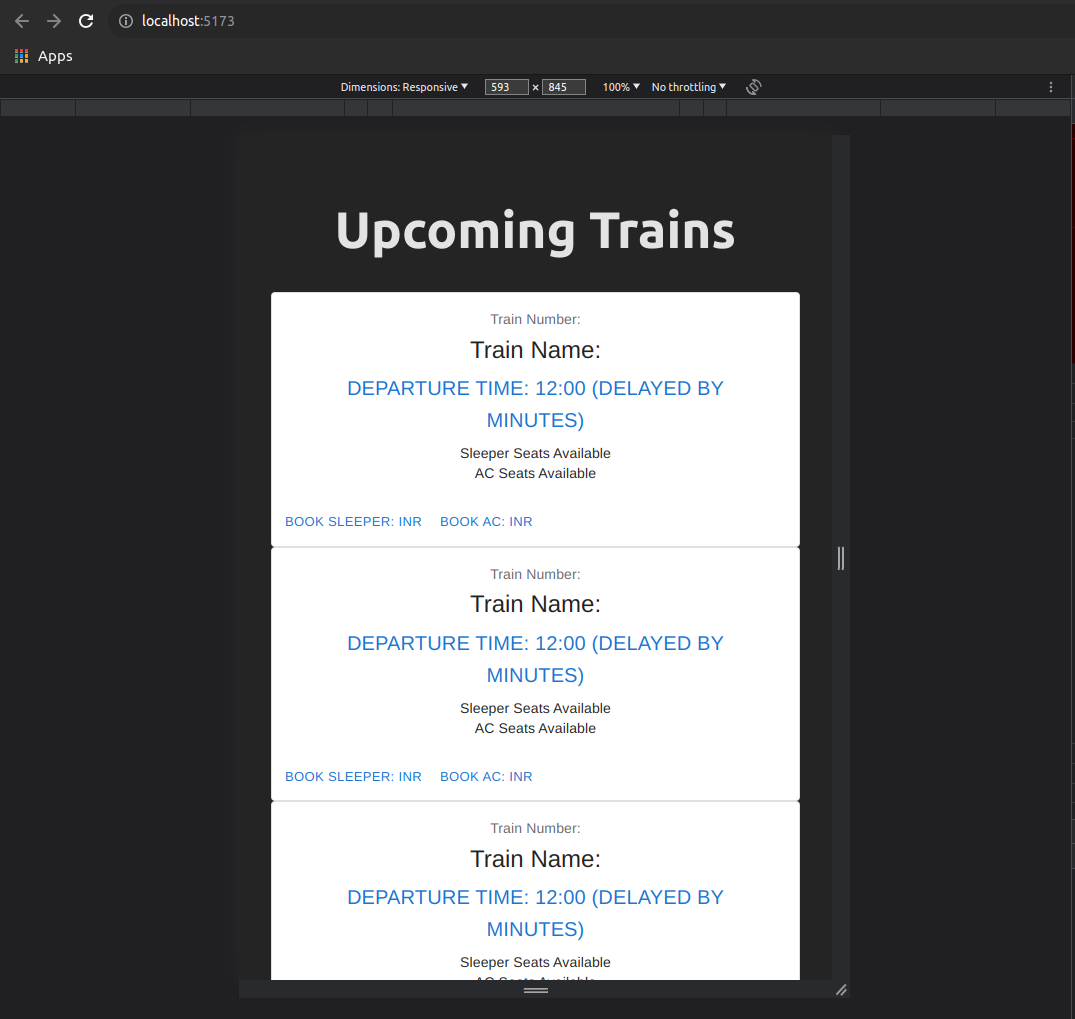 localhost:5173
Apps
Dimensions: Responsive 593 × 845 100% No throttling
Upcoming Trains
Train Number:
Train Name:
DEPARTURE TIME: 12:00 (DELAYED BY
MINUTES)
Sleeper Seats Available
AC Seats Available
BOOK SLEEPER: INR BOOK AC: INR
Train Number:
Train Name:
DEPARTURE TIME: 12:00 (DELAYED BY
MINUTES)
Sleeper Seats Available
AC Seats Available
BOOK SLEEPER: INR BOOK AC: INR
Train Number:
Train Name:
DEPARTURE TIME: 12:00 (DELAYED BY
MINUTES)
Sleeper Seats Available
AC Seats Available